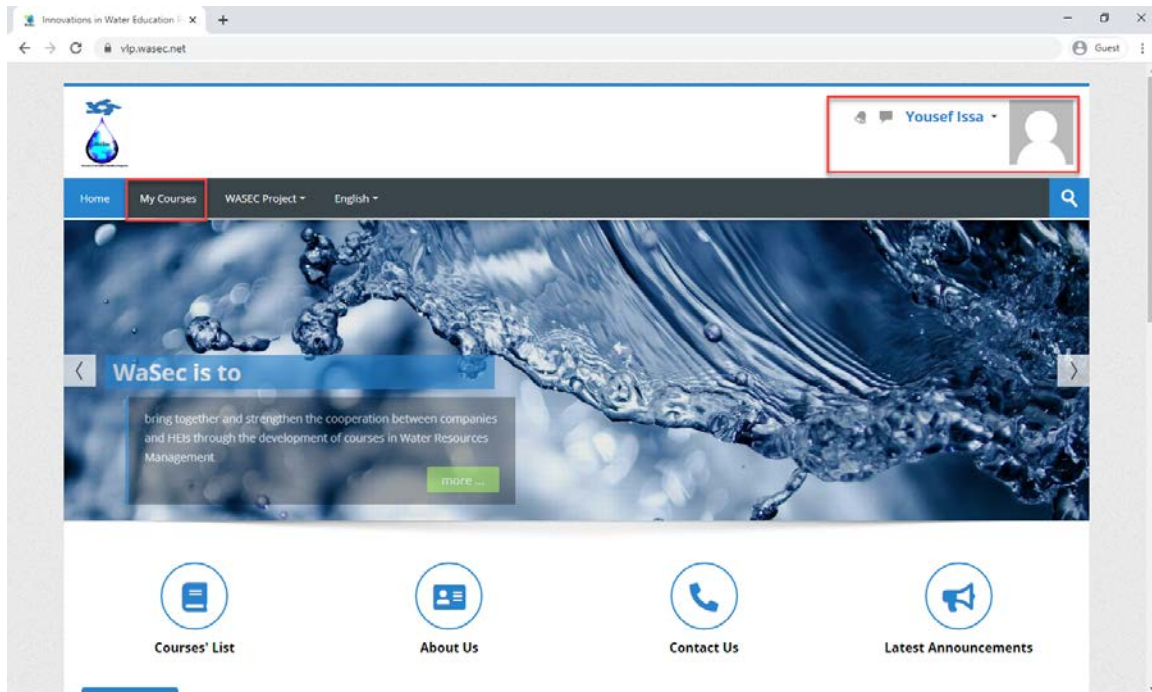 Innovations in Water Education
vlp.wasec.net
Guest
Yousef Issa
Home
My Courses
WASEC Project
English
WaSec is to
bring together and strengthen the cooperation between companies
and HEIs through the development of courses in Water Resources
Management
more ...
Courses' List
About Us
Contact Us
Latest Announcements